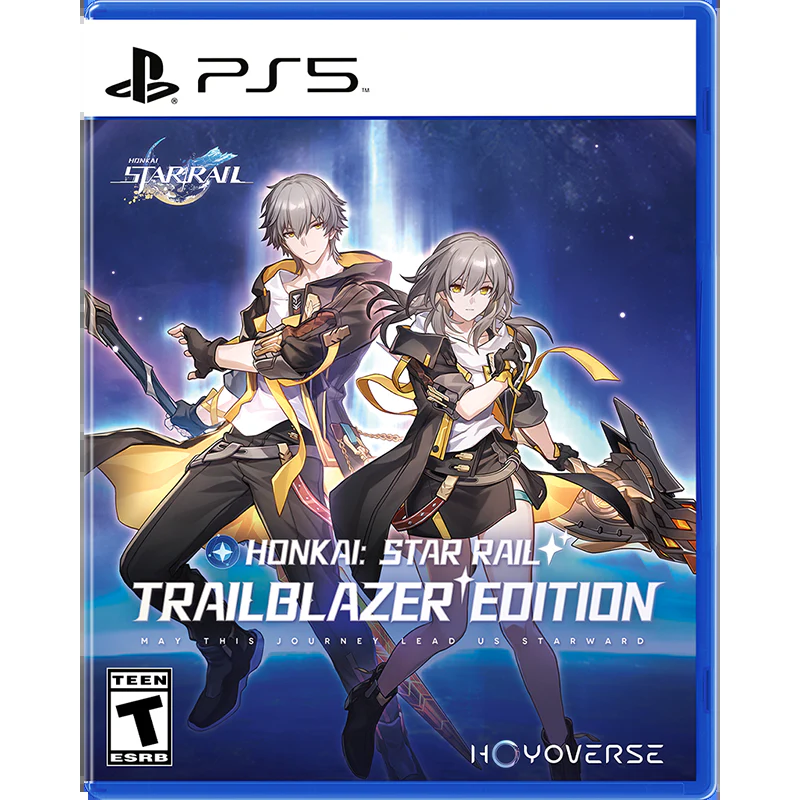 PS5
HONKAI
STAR RAIL
HONKAI: STAR RAIL
TRAILBLAZER EDITION
MAY THIS JOURNEY LEAD US STARWARD
TEEN
T
ESRB
HOYOVERSE